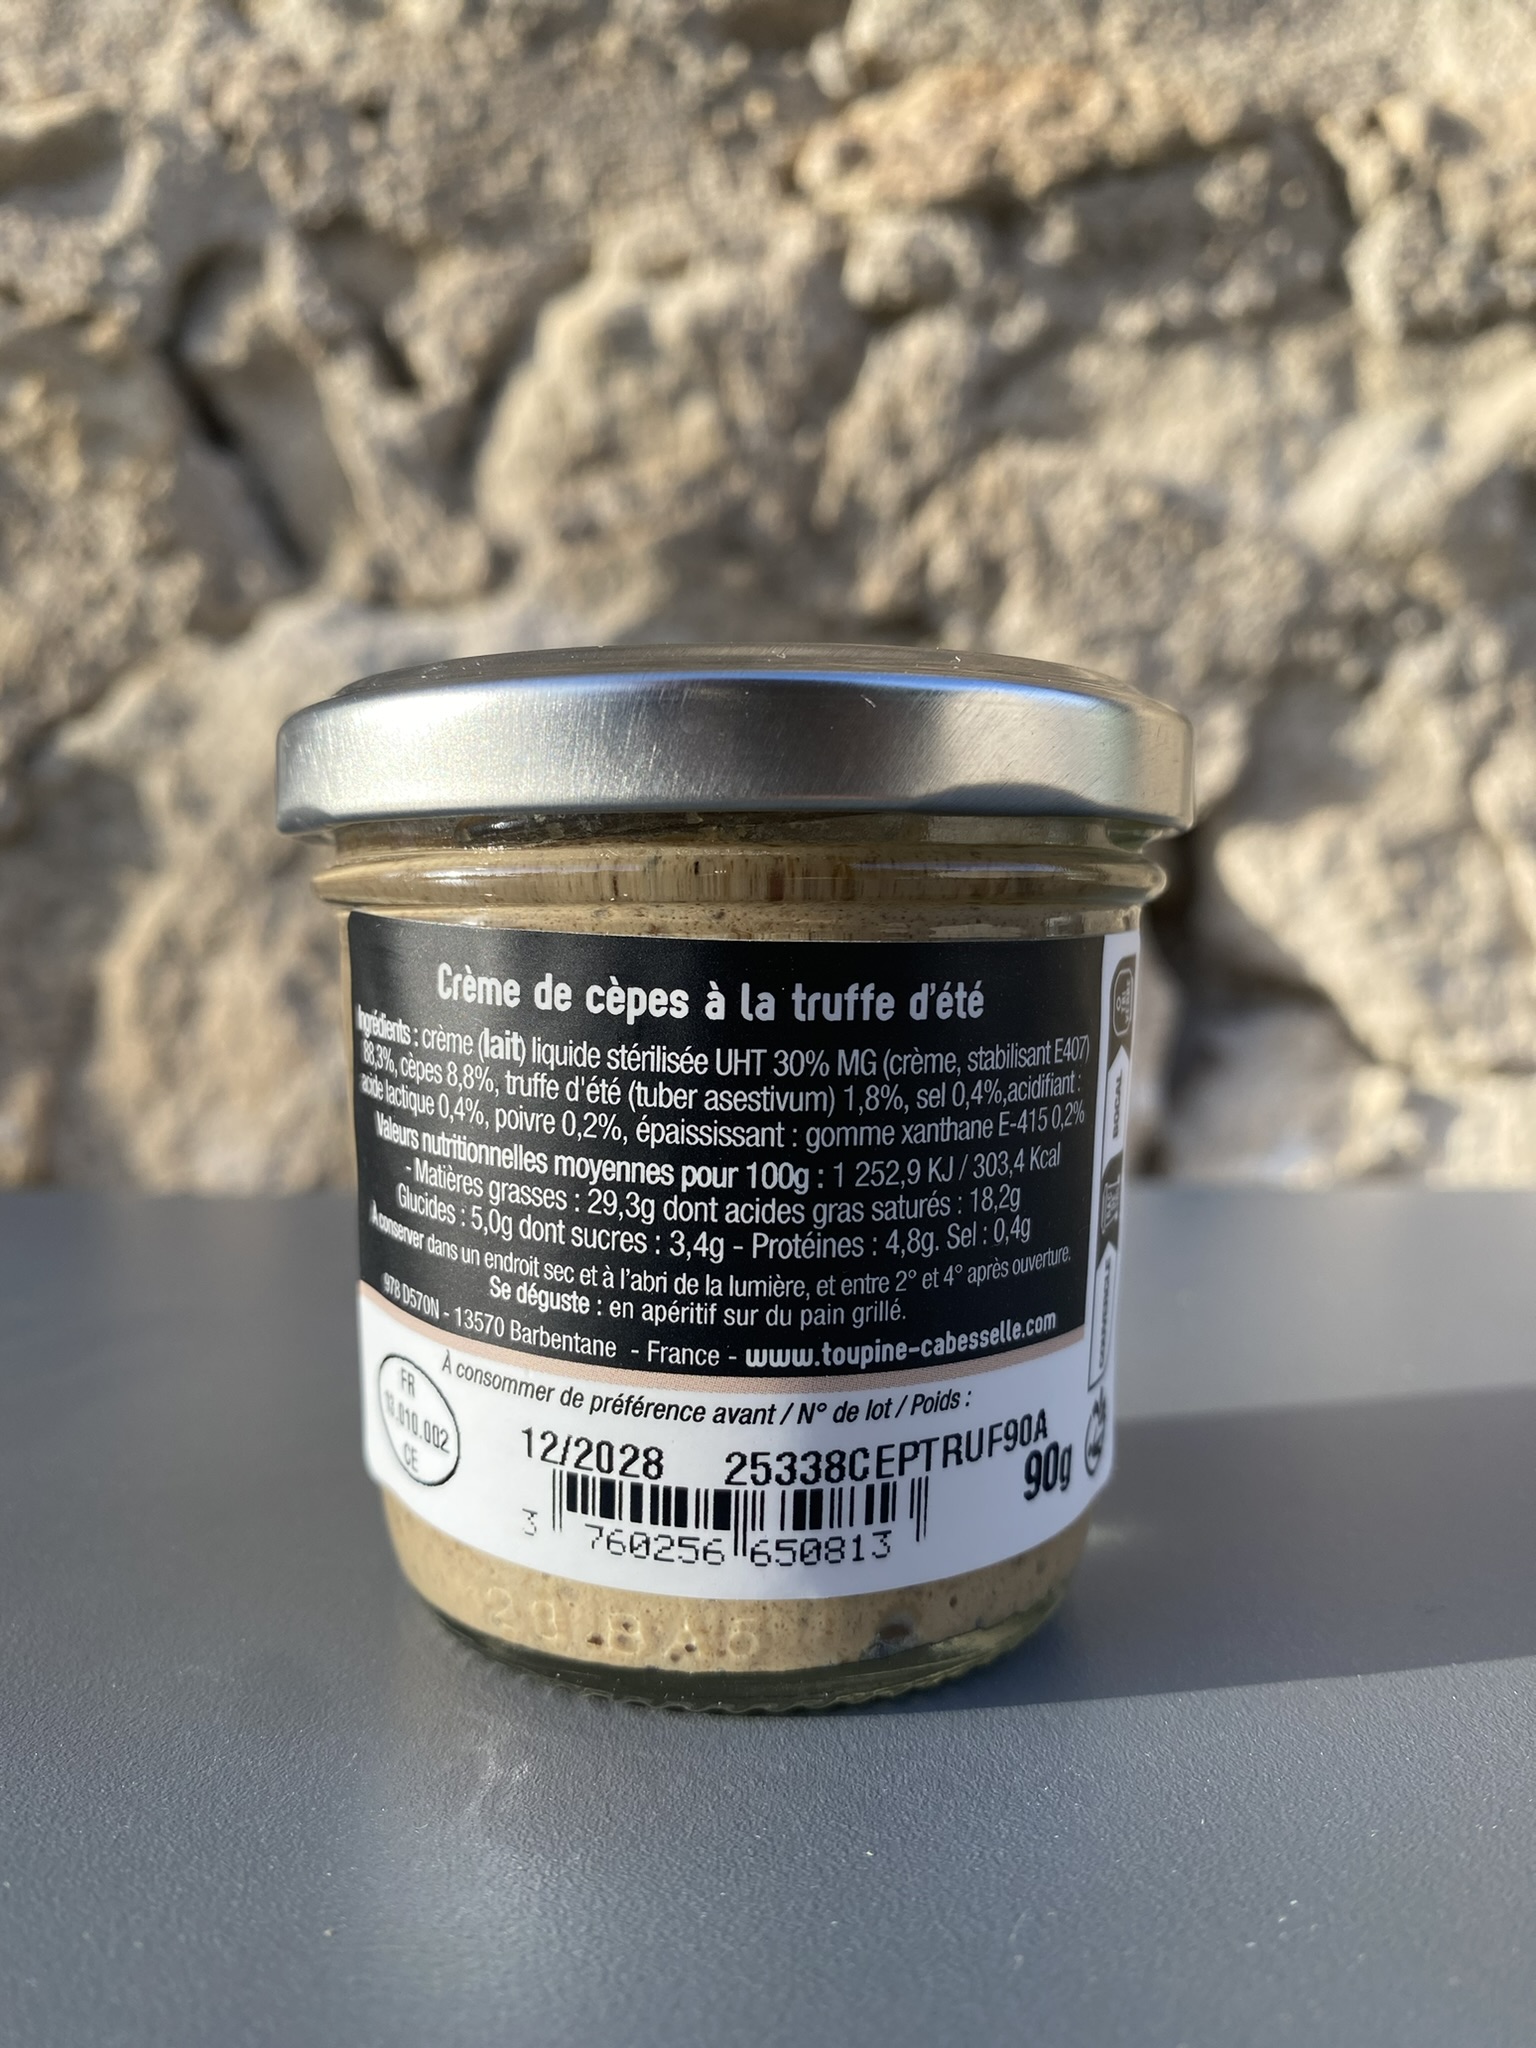 Crème de cèpes à la truffe d'été
Ingrédients : crème (lait) liquide stérilisée UHT 30% MG (crème, stabilisant E407)
88,3%, cèpes 8,8%, truffe d'été (tuber asestivum) 1,8%, sel 0,4%,acidifiant :
acide lactique 0,4%, poivre 0,2%, épaississant : gomme xanthane E-415 0,2%
Valeurs nutritionnelles moyennes pour 100g : 1 252,9 KJ / 303,4 Kcal
- Matières grasses : 29,3g dont acides gras saturés : 18,2g
Glucides : 5,0g dont sucres : 3,4g - Protéines : 4,8g. Sel : 0,4g
À conserver dans un endroit sec et à l'abri de la lumière, et entre 2° et 4° après ouverture.
Se déguste : en apéritif sur du pain grillé.
978 D570N - 13570 Barbentane - France - www.toupine-cabesselle.com
À consommer de préférence avant / N° de lot / Poids :
FR
13.010.002
CE
12/2028 25338CEPTRUF90A
90g
3 760256 650813
BOCAL
COUVERCLE